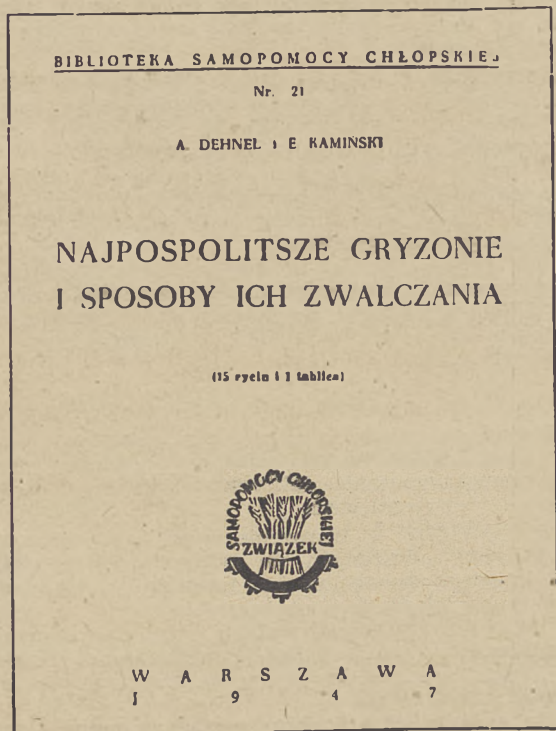 BIBLIOTEKA SAMOPOMOCY CHŁOPSKIEJ
Nr. 21
A. DEHNEL i E KAMIŃSKI
NAJPOSPOLITSZE GRYZONIE
I SPOSOBY ICH ZWALCZANIA
(15 rycin i 1 tablica)
SAMOPOMOCY CHŁOPSKIEJ
ZWIĄZEK
WARSZAWA
1947